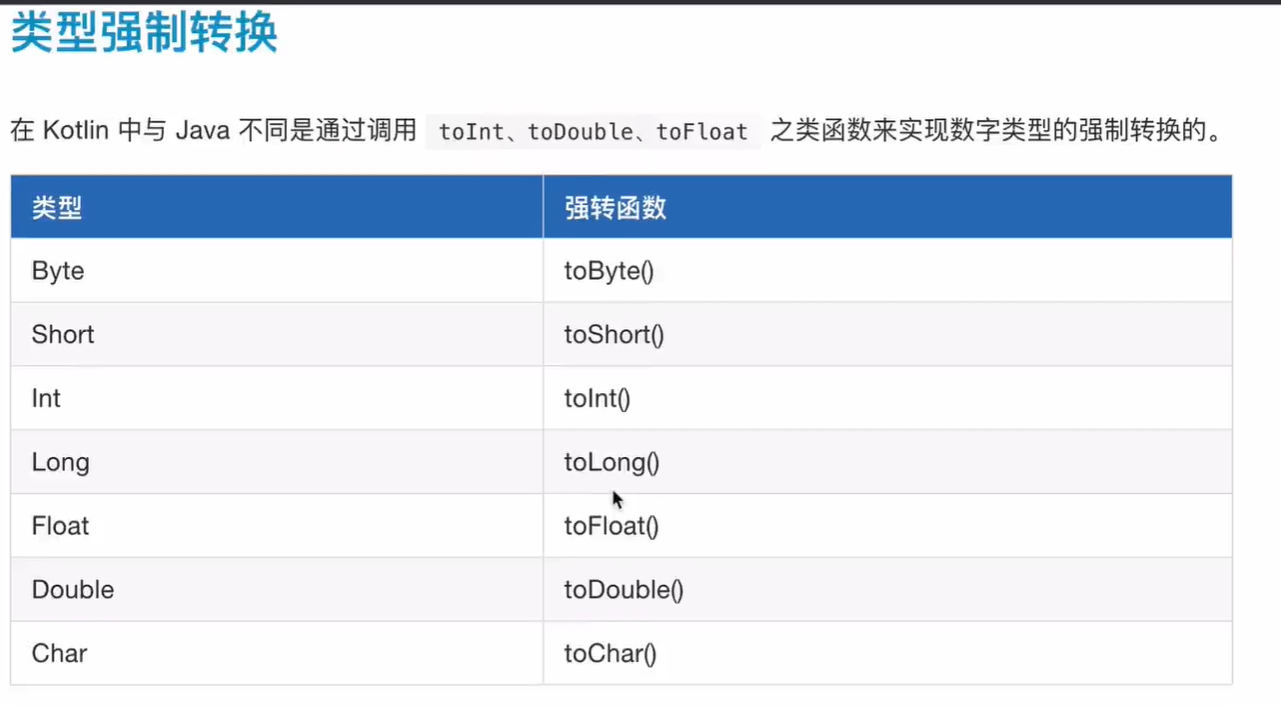 类型强制转换
在 Kotlin 中与 Java 不同是通过调用 toInt、toDouble、toFloat 之类函数来实现数字类型的强制转换的。
类型 强转函数
Byte toByte()
Short toShort()
Int toInt()
Long toLong()
Float toFloat()
Double toDouble()
Char toChar()